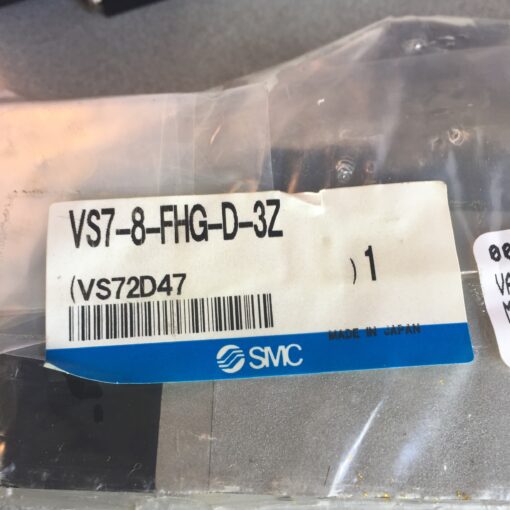 VS7-8-FHG-D-3Z
(VS72D47 )1
MADE IN JAPAN
SMC